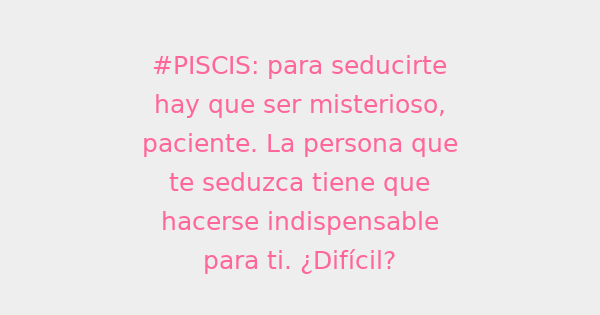 #PISCIS: para seducirte
hay que ser misterioso,
paciente. La persona que
te seduzca tiene que
hacerse indispensable
para ti. ¿Difícil?